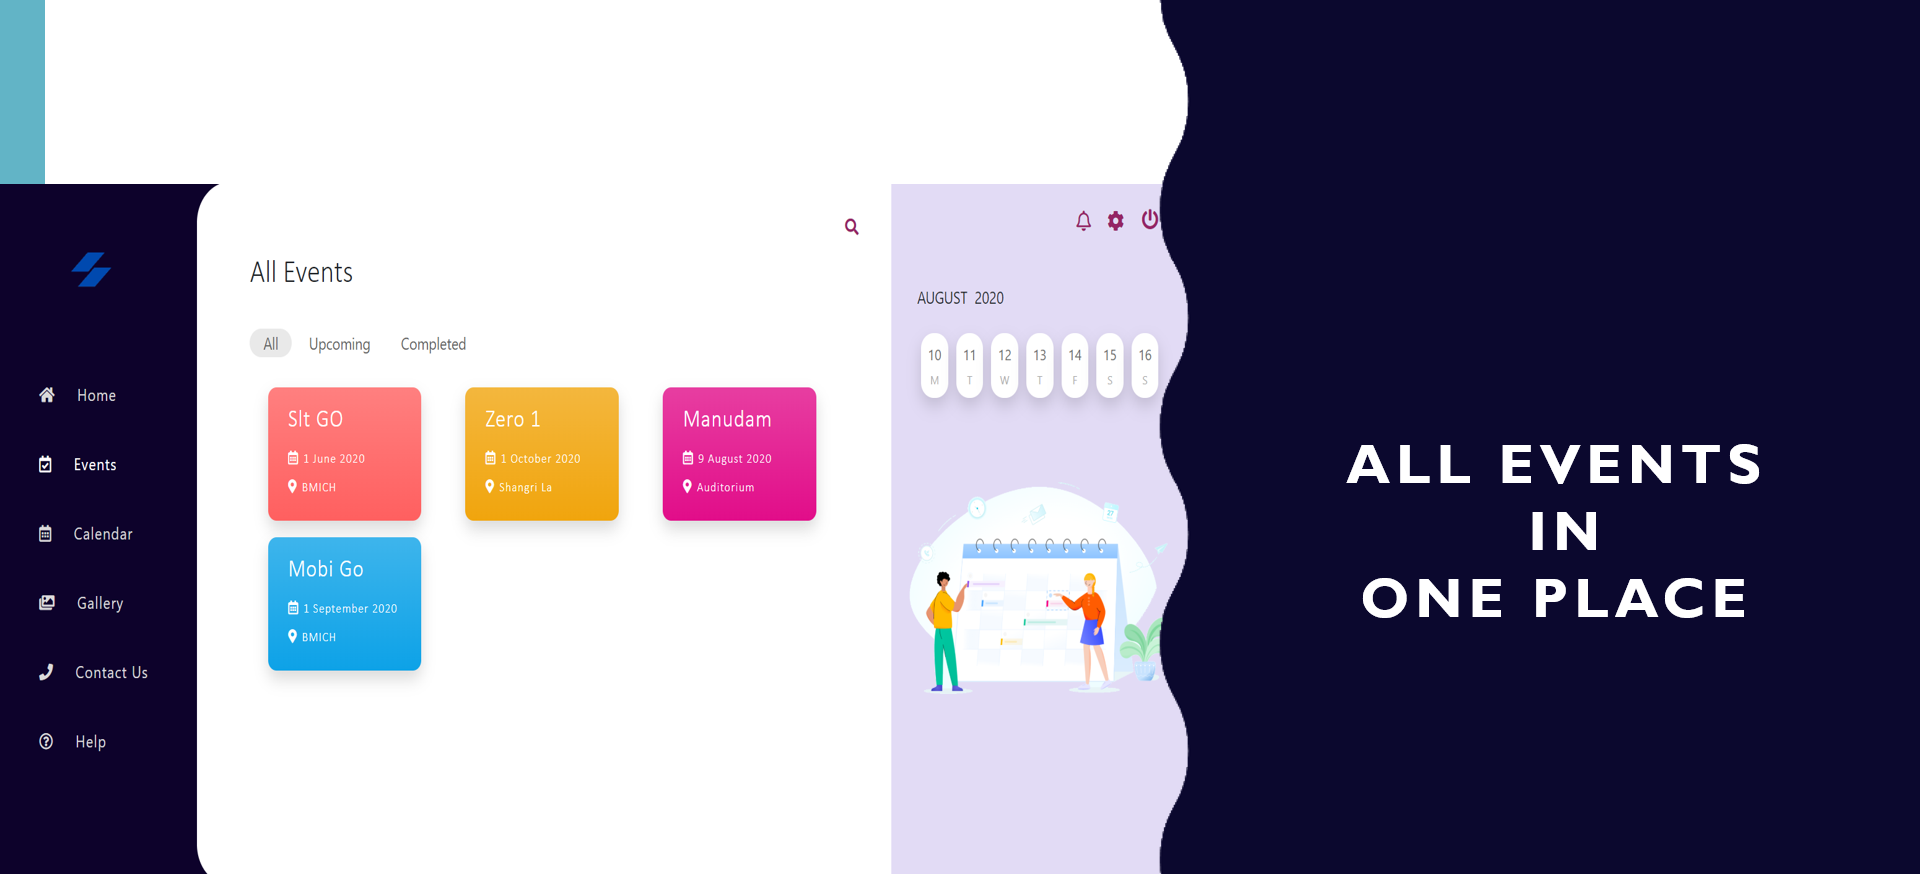 Home
Events
Calendar
Gallery
Contact Us
Help
All Events
All Upcoming Completed
Slt GO
1 June 2020
BMICH
Zero 1
1 October 2020
Shangri La
Manudam
9 August 2020
Auditorium
Mobi Go
1 September 2020
BMICH
AUGUST 2020
10 11 12 13 14 15 16
M T W T F S S
27
ALL EVENTS
IN
ONE PLACE